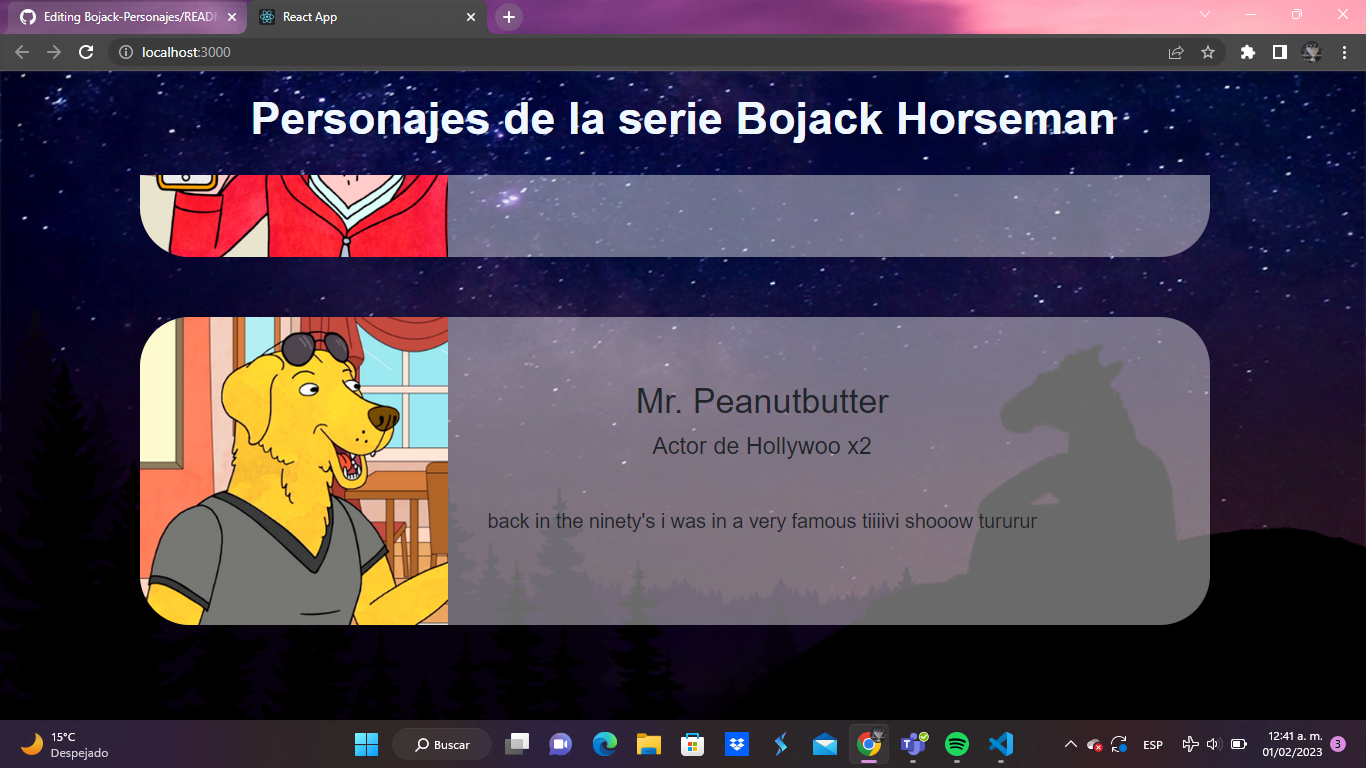 Editing Bojack-Personajes/READM
React App
localhost:3000
Personajes de la serie Bojack Horseman
Mr. Peanutbutter
Actor de Hollywoo x2
back in the ninety's i was in a very famous tiiiivi shooow tururur
15°C
Despejado
Buscar
ESP
12:41 a. m.
01/02/2023
3